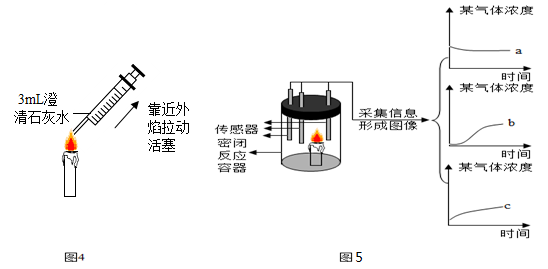 3mL澄
清石灰水
靠近外
焰拉动
活塞
图4
传感器
密闭
反应
容器
采集信息
形成图像
图5
某气体浓度
a
时间
某气体浓度
b
时间
某气体浓度
c
时间